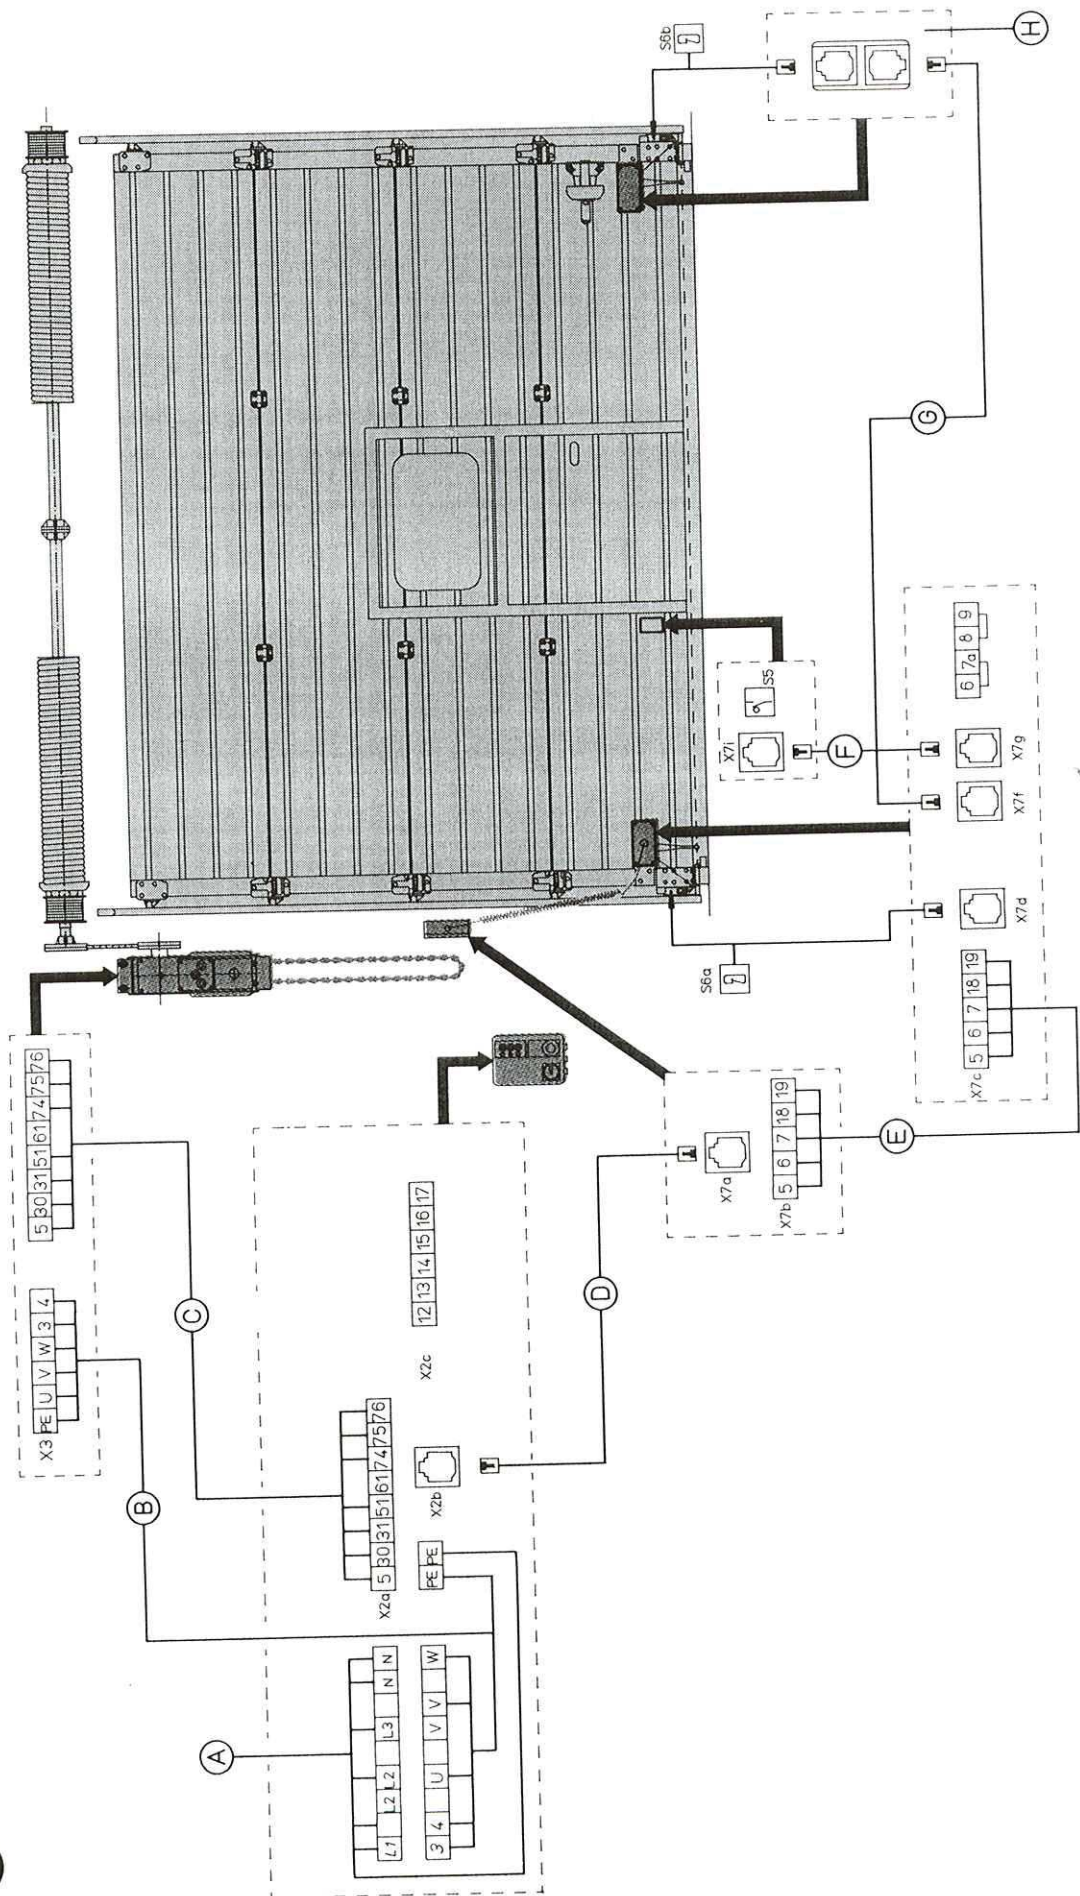 X3 PE U V W 3 4
5 30 31 51 61 74 75 76
B
C
A
L1 L2 L2 L3 N N
3 4 U V V W
X2a 5 30 31 51 61 74 75 76
PE PE
X2b
X2c
12 13 14 15 16 17
D
X7a
X7b 5 6 7 18 19
E
S6a
X7c 5 6 7 18 19
X7d
X7f
X7g
6 7a 8 9
X7i
S5
F
G
S6b
H